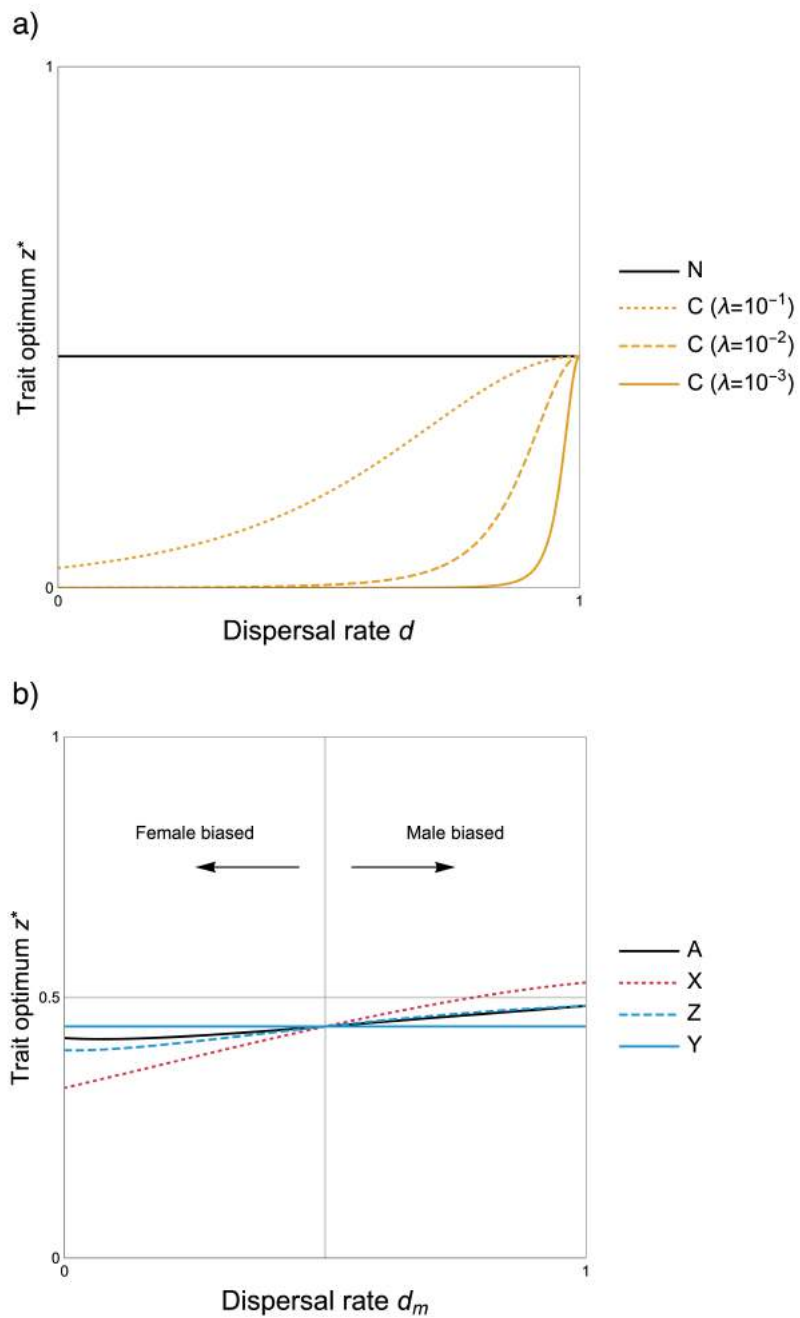 a)
1
Trait optimum z*
0
0
1
Dispersal rate d
N
C (λ=10⁻¹)
C (λ=10⁻²)
C (λ=10⁻³)
b)
1
Female biased
Male biased
Trait optimum z*
0.5
0
0
1
Dispersal rate dₘ
A
X
Z
Y